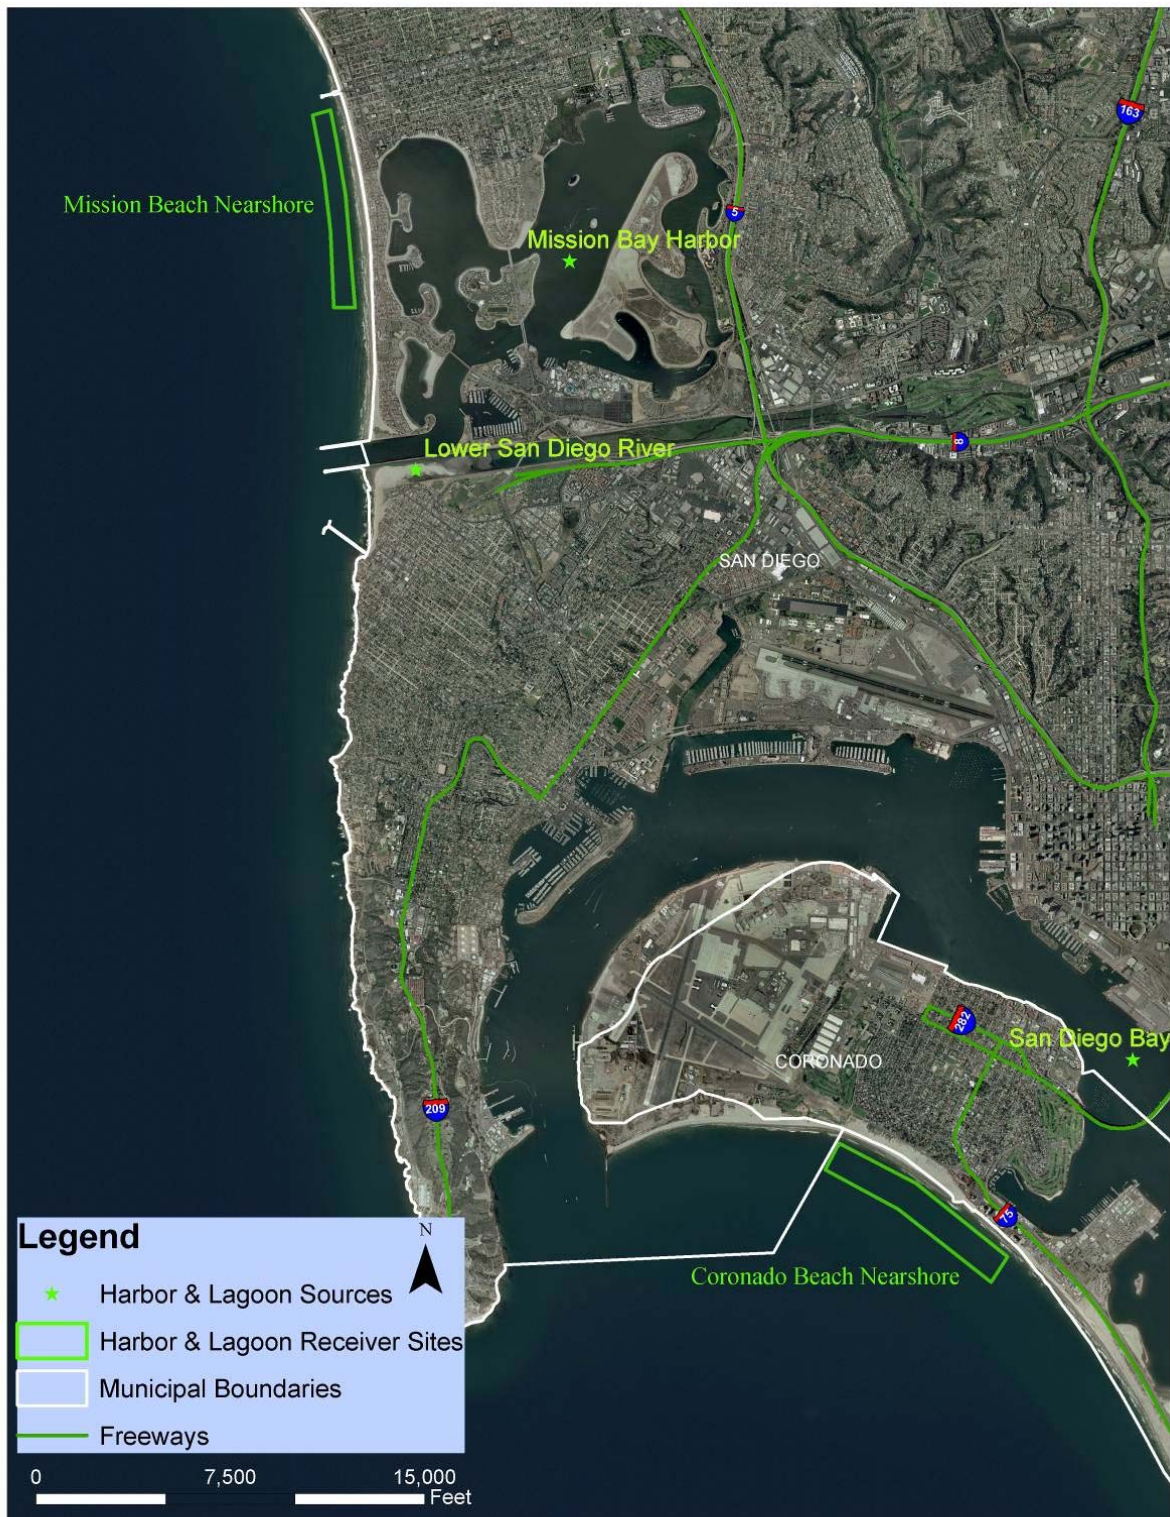 163
Mission Beach Nearshore
5
Mission Bay Harbor
8
Lower San Diego River
SAN DIEGO
282
San Diego Bay
CORONADO
209
75
Coronado Beach Nearshore
Legend
N
Harbor & Lagoon Sources
Harbor & Lagoon Receiver Sites
Municipal Boundaries
Freeways
0 7,500 15,000
Feet